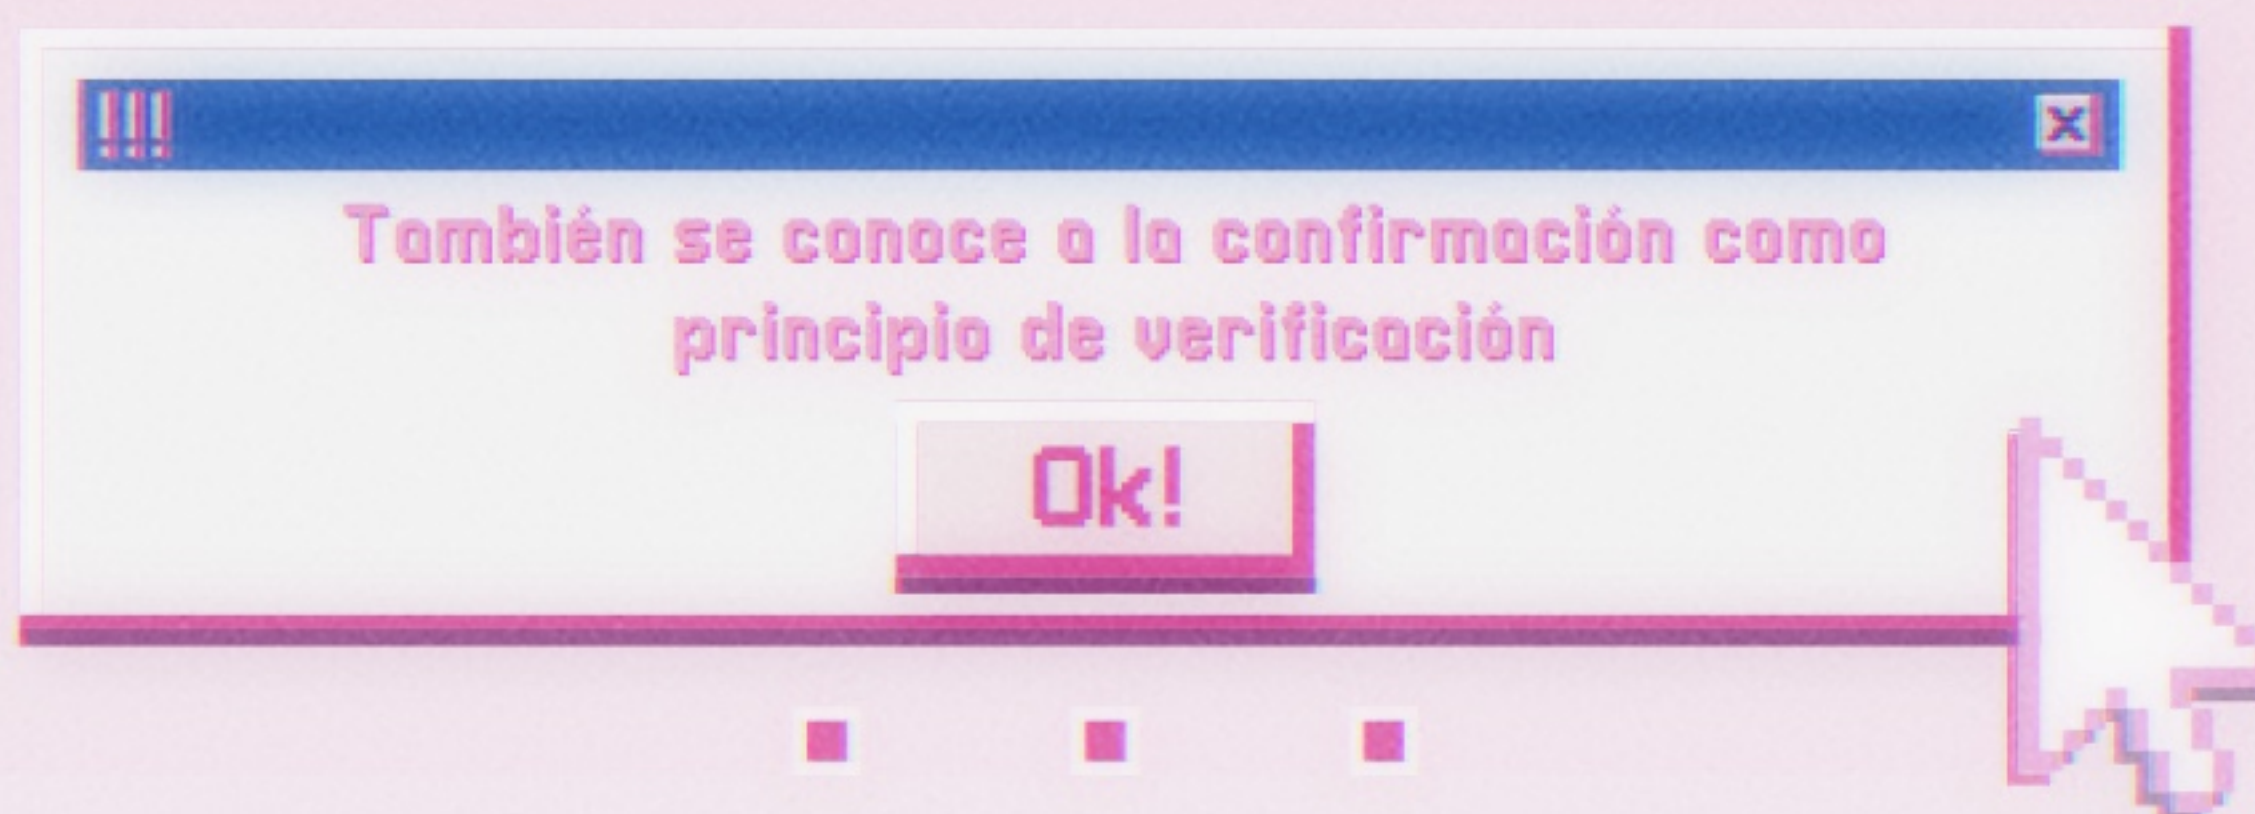 !!!
x
También se conoce a la confirmación como
principio de verificación
Ok!